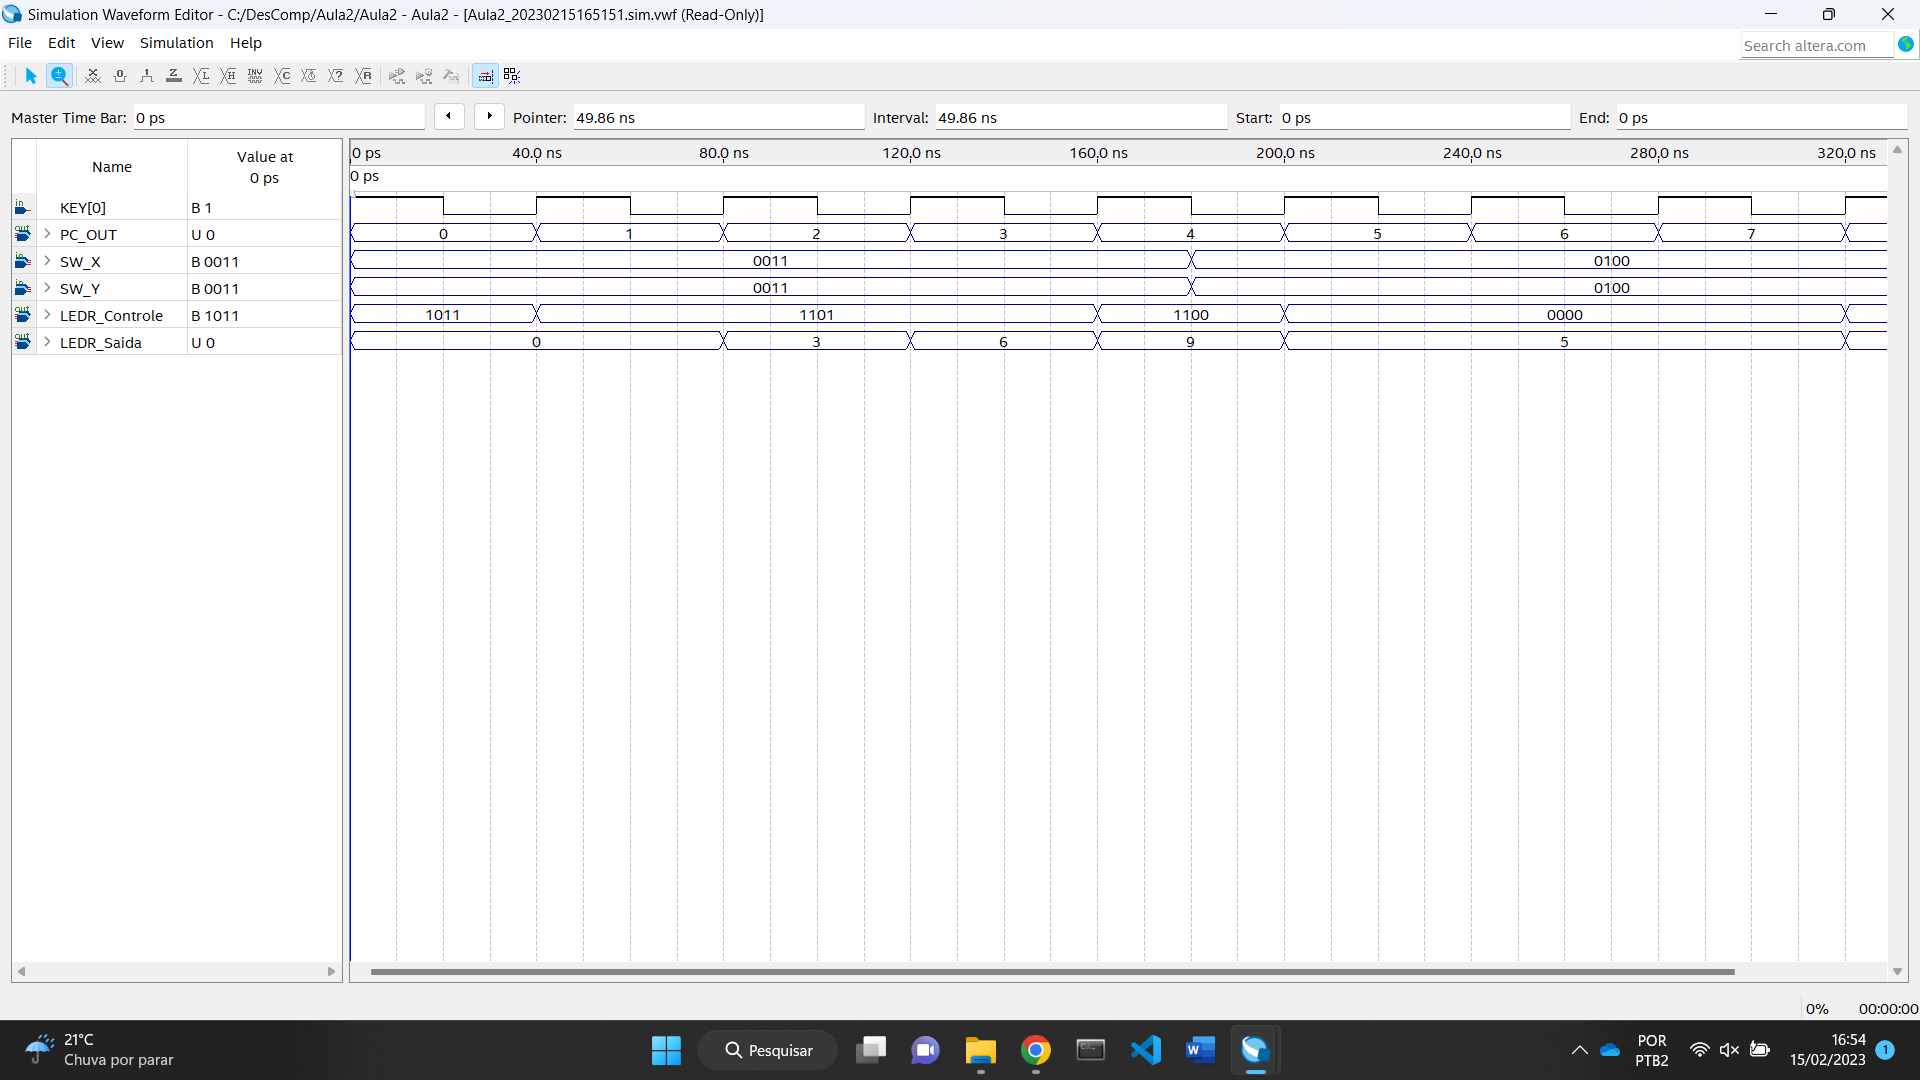 Simulation Waveform Editor - C:/DesComp/Aula2/Aula2 - Aula2 - [Aula2_20230215165151.sim.vwf (Read-Only)]
File Edit View Simulation Help
Search altera.com
Master Time Bar: 0 ps Pointer: 49.86 ns Interval: 49.86 ns Start: 0 ps End: 0 ps
Name Value at 0 ps
0 ps 40.0 ns 80.0 ns 120.0 ns 160.0 ns 200.0 ns 240.0 ns 280.0 ns 320.0 ns
0 ps
KEY[0] B 1
PC_OUT U 0 0 1 2 3 4 5 6 7
SW_X B 0011 0011 0100
SW_Y B 0011 0011 0100
LEDR_Controle B 1011 1011 1101 1100 0000
LEDR_Saida U 0 0 3 6 9 5
0% 00:00:00
21°C
Chuva por parar
Pesquisar
POR
PTB2
16:54
15/02/2023
1